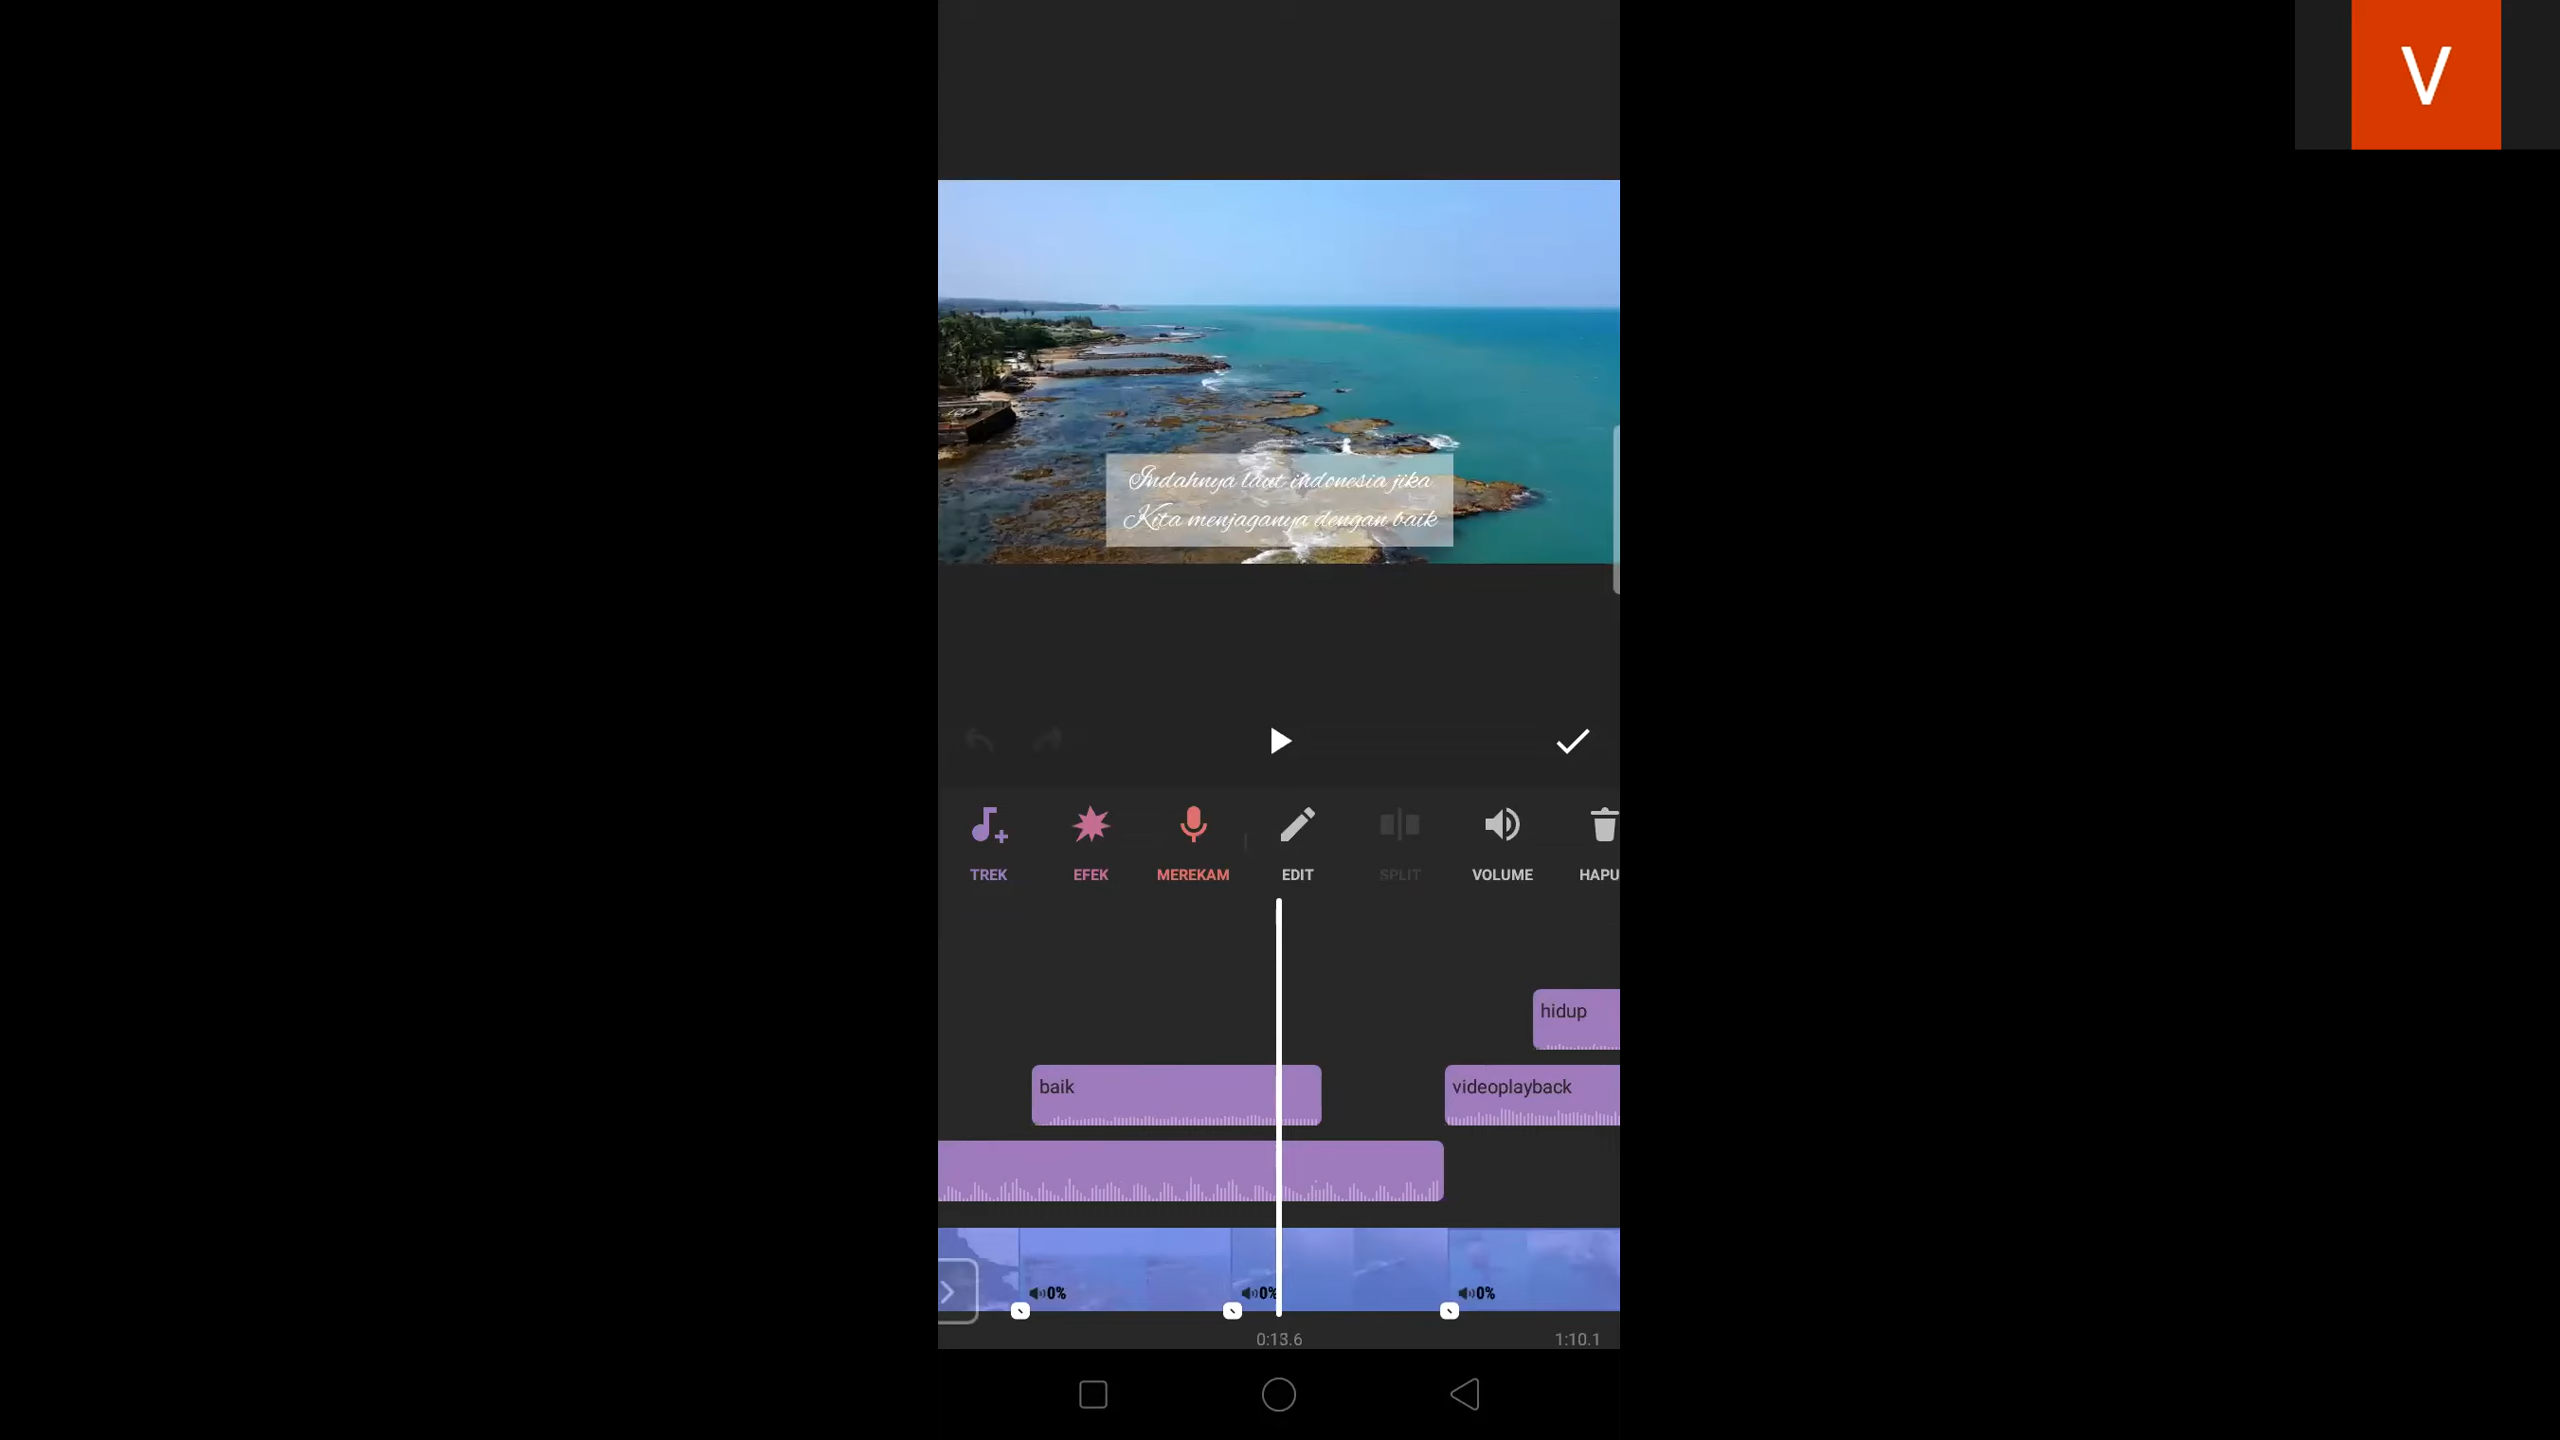 V
Indahnya laut indonesia jika
Kita menjaganya dengan baik
TREK
EFEK
MEREKAM
EDIT
SPLIT
VOLUME
HAPU
hidup
baik
videoplayback
0%
0%
0%
0:13.6
1:10.1